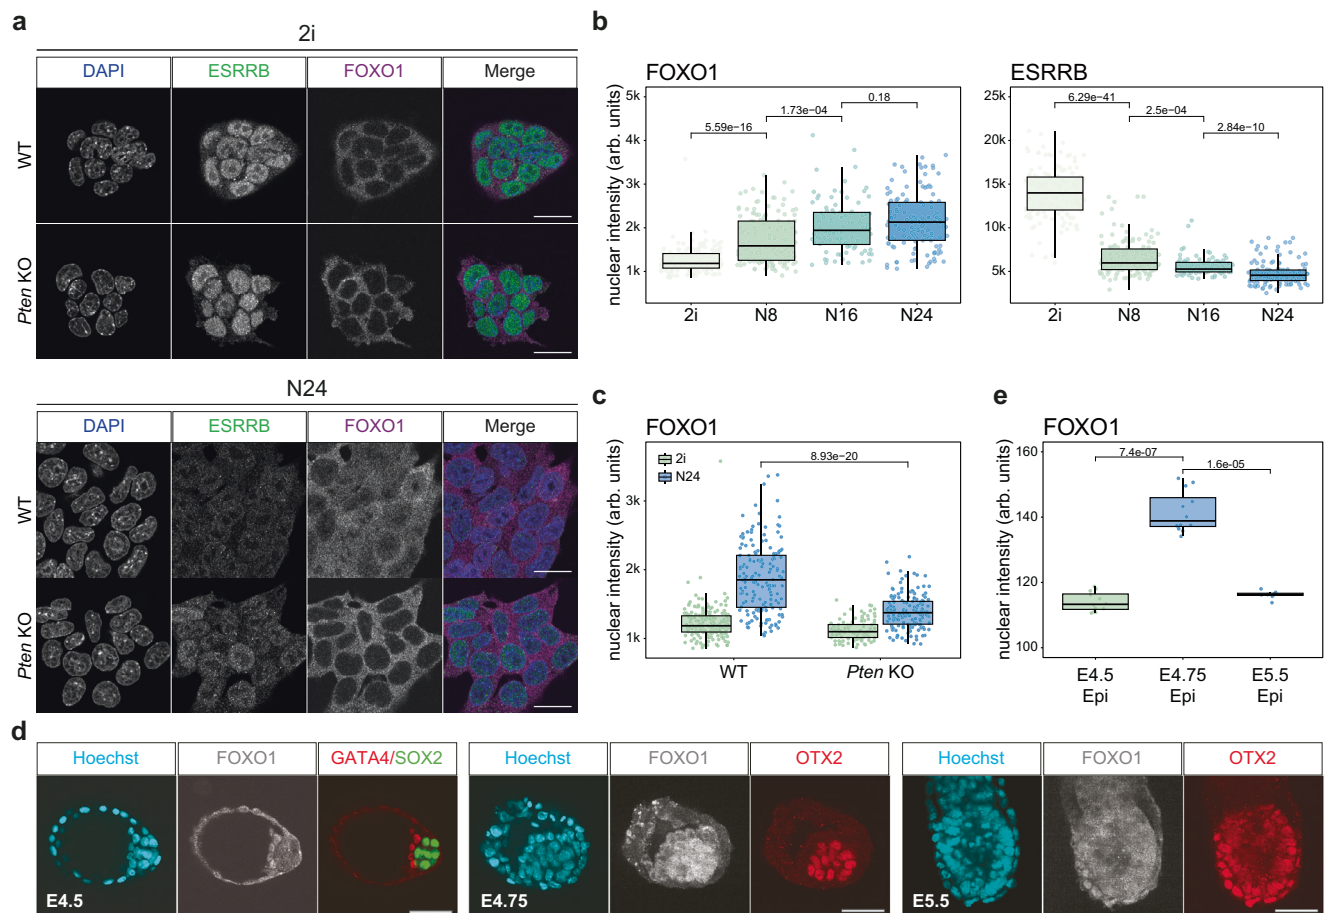 a
2i
DAPI ESRRB FOXO1 Merge
WT
Pten KO
N24
DAPI ESRRB FOXO1 Merge
WT
Pten KO
b
FOXO1
nuclear intensity (arb. units)
5k
4k
3k
2k
1k
5.59e−16
1.73e−04
0.18
2i N8 N16 N24
ESRRB
25k
20k
15k
10k
5k
6.29e−41
2.5e−04
2.84e−10
2i N8 N16 N24
c
FOXO1
nuclear intensity (arb. units)
2i
N24
8.93e−20
3k
2k
1k
WT Pten KO
e
FOXO1
nuclear intensity (arb. units)
160
140
120
100
7.4e-07
1.6e-05
E4.5 E4.75 E5.5
Epi Epi Epi
d
Hoechst FOXO1 GATA4/SOX2
E4.5
Hoechst FOXO1 OTX2
E4.75
Hoechst FOXO1 OTX2
E5.5